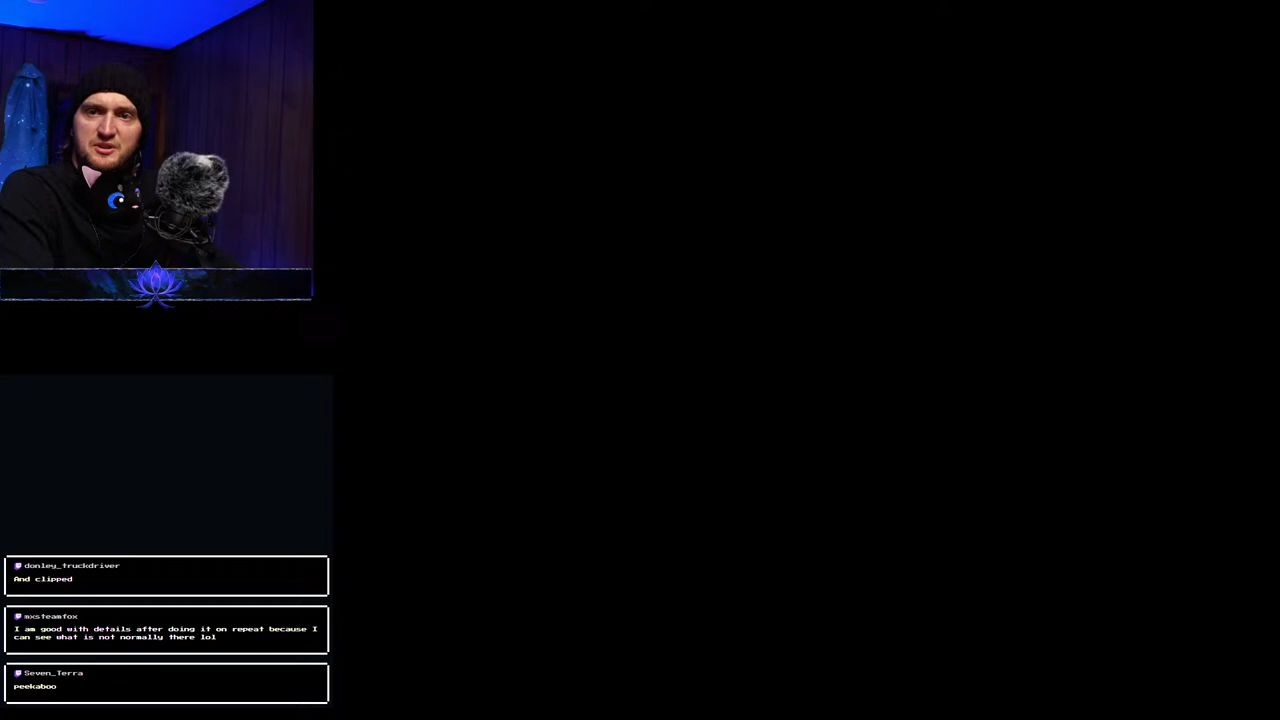 donley_truckdriver
And clipped
mxsteamfox
I am good with details after doing it on repeat because I
can see what is not normally there lol
Seven_Terra
peekaboo